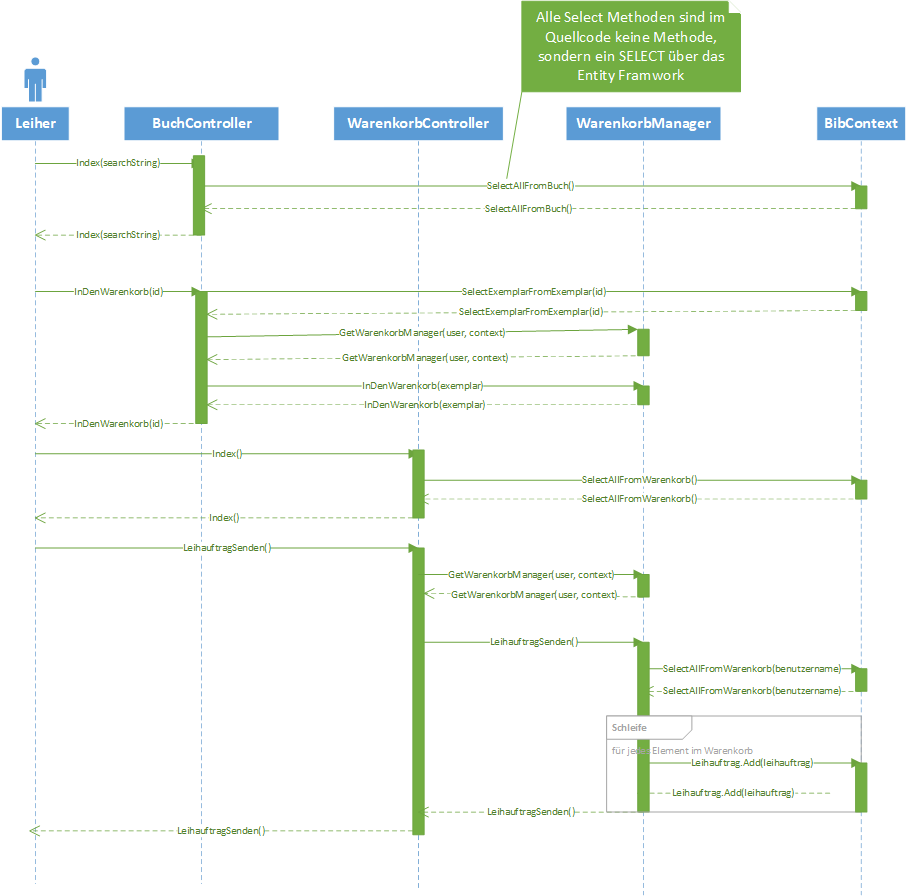 Alle Select Methoden sind im
Quellcode keine Methode,
sondern ein SELECT über das
Entity Framwork
Leiher
BuchController
WarenkorbController
WarenkorbManager
BibContext
Index(searchString)
SelectAllFromBuch()
SelectAllFromBuch()
Index(searchString)
InDenWarenkorb(id)
SelectExemplarFromExemplar(id)
SelectExemplarFromExemplar(id)
GetWarenkorbManager(user, context)
GetWarenkorbManager(user, context)
InDenWarenkorb(exemplar)
InDenWarenkorb(exemplar)
InDenWarenkorb(id)
Index()
SelectAllFromWarenkorb()
SelectAllFromWarenkorb()
Index()
LeihauftragSenden()
GetWarenkorbManager(user, context)
GetWarenkorbManager(user, context)
LeihauftragSenden()
SelectAllFromWarenkorb(benutzername)
SelectAllFromWarenkorb(benutzername)
Schleife
für jedes Element im Warenkorb
Leihauftrag.Add(leihauftrag)
Leihauftrag.Add(leihauftrag)
LeihauftragSenden()
LeihauftragSenden()